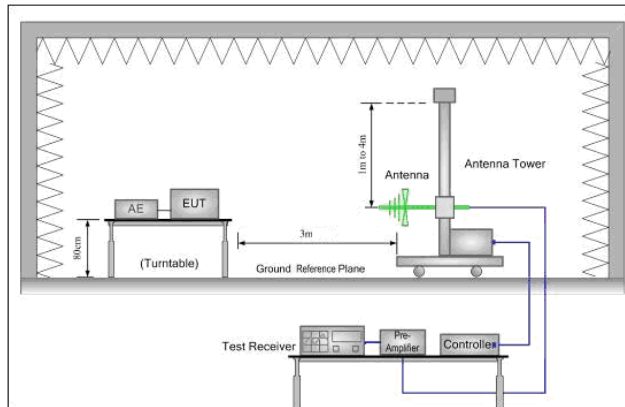 1m to 4m
Antenna
Antenna Tower
AE
EUT
80cm
(Turntable)
3m
Ground Reference Plane
Test Receiver
Pre-
Amplifier
Controller